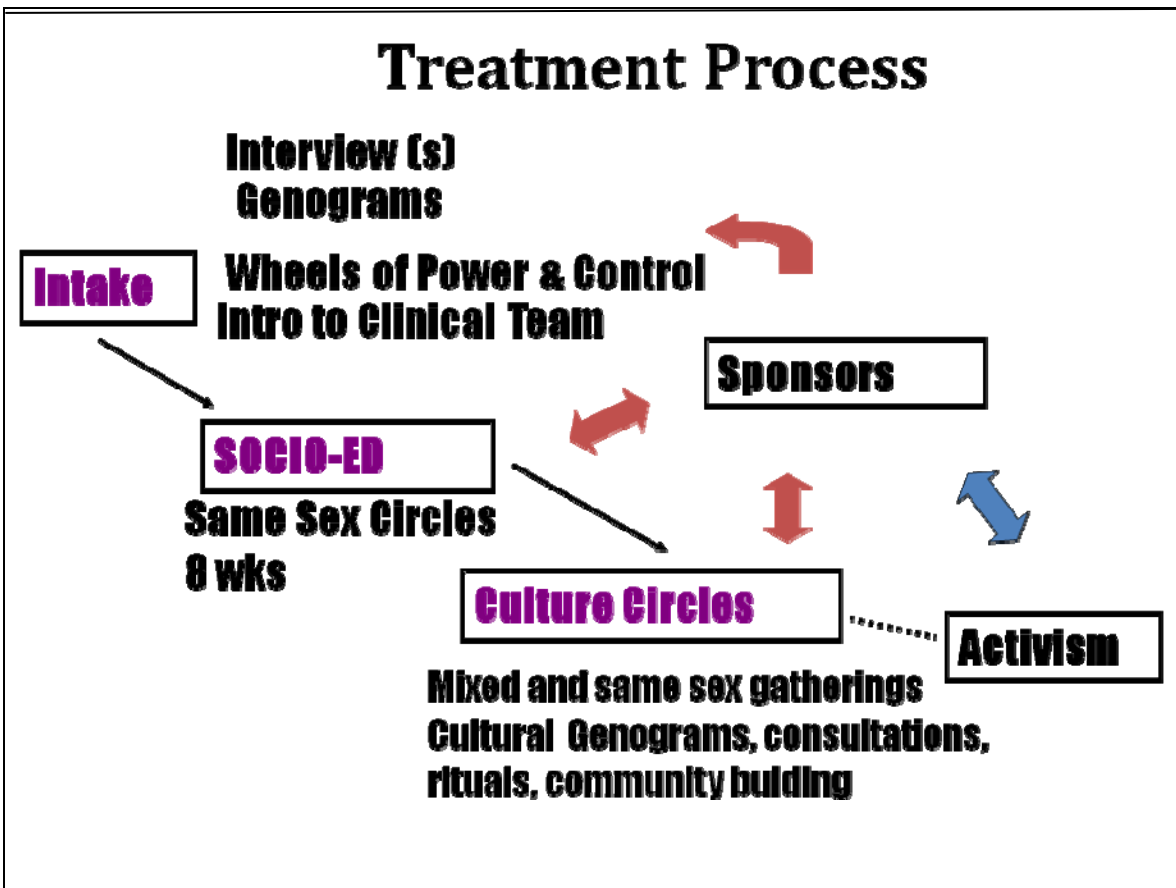 Treatment Process
Interview (s)
Genograms
Intake
Wheels of Power & Control
Intro to Clinical Team
Sponsors
SOCIO-ED
Same Sex Circles
8 wks
Culture Circles
Activism
Mixed and same sex gatherings
Cultural Genograms, consultations,
rituals, community buiding